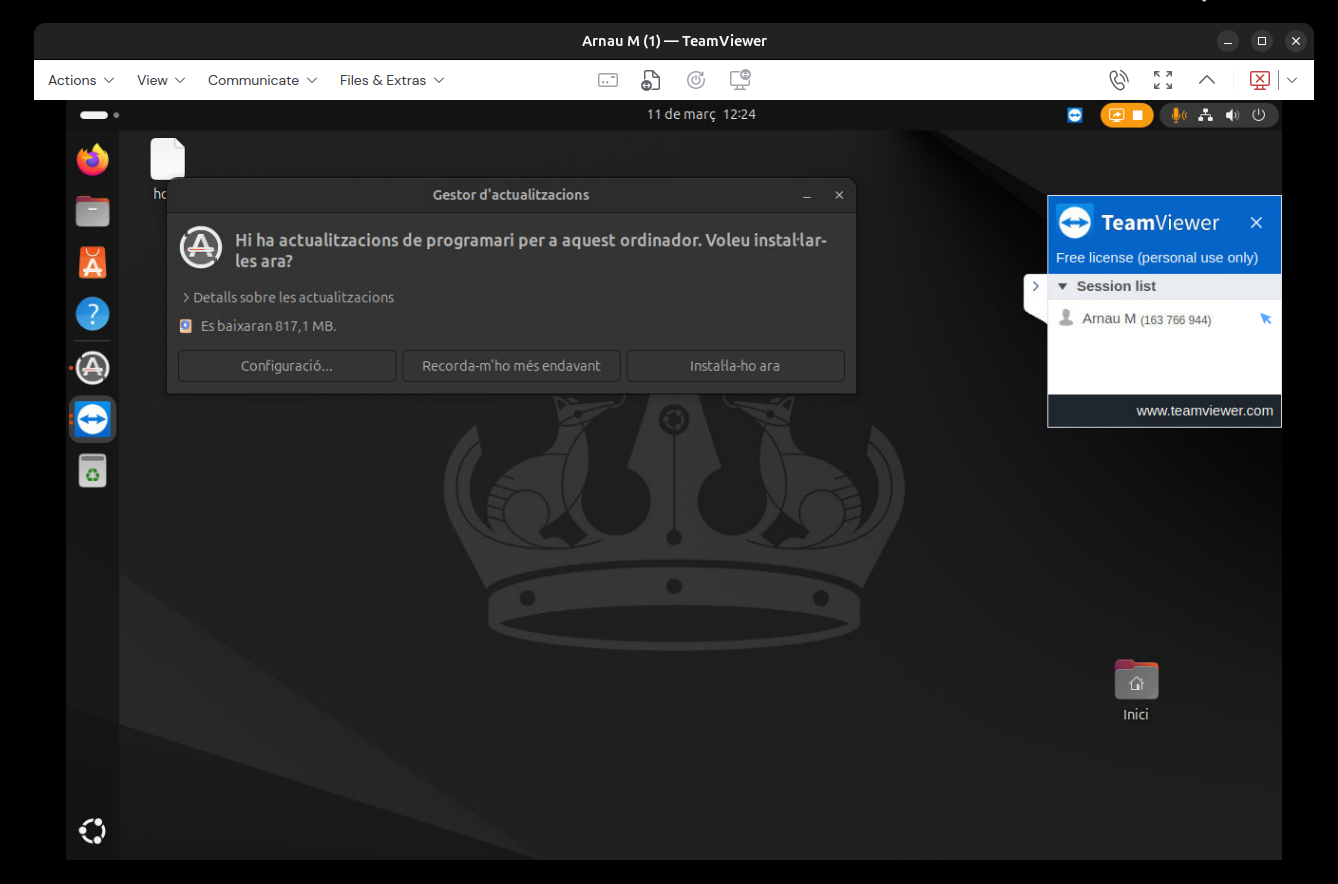 Arnau M (1) — TeamViewer
Actions View Communicate Files & Extras
11 de març 12:24
Gestor d'actualitzacions
Hi ha actualitzacions de programari per a aquest ordinador. Voleu instal·lar-
les ara?
Detalls sobre les actualitzacions
Es baixaran 817,1 MB.
Configuració...
Recorda-m'ho més endavant
Instal·la-ho ara
TeamViewer
Free license (personal use only)
Session list
Arnau M (163 766 944)
www.teamviewer.com
Inici